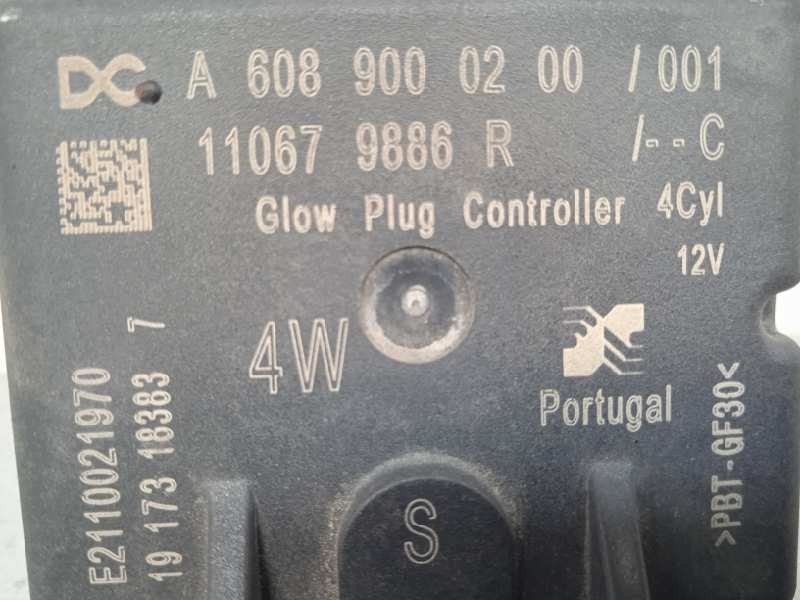 DC A 608 900 02 00 /001
11067 9886 R /--C
Glow Plug Controller 4Cyl
12V
4W
Portugal
E2110021970
19 173 18383 7
>PBT-GF30<
S